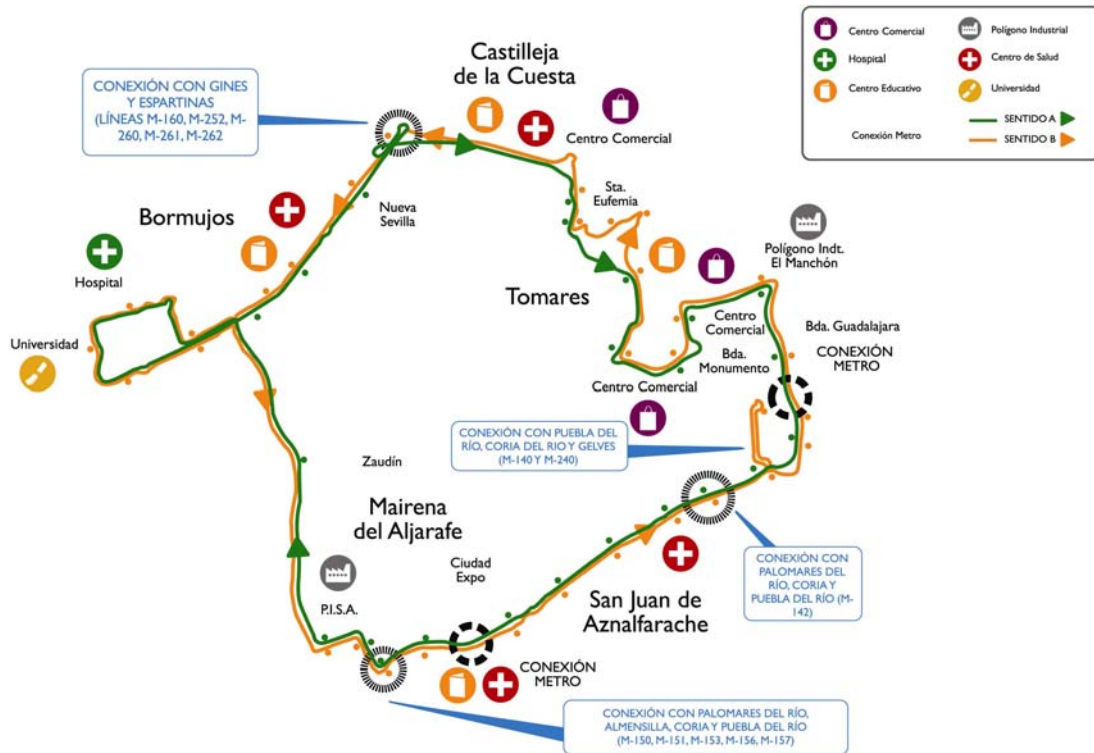 Centro Comercial
Polígono Industrial
Hospital
Centro de Salud
Centro Educativo
Universidad
Conexión Metro
SENTIDO A
SENTIDO B
Castilleja
de la Cuesta
CONEXIÓN CON GINES
Y ESPARTINAS
(LÍNEAS M-160, M-252, M-
260, M-261, M-262
Centro Comercial
Sta.
Eufemia
Nueva
Sevilla
Bormujos
Hospital
Universidad
Polígono Indt.
El Manchón
Tomares
Centro
Comercial
Bda. Guadalajara
CONEXIÓN
METRO
Bda.
Monumento
Centro Comercial
CONEXIÓN CON PUEBLA DEL
RÍO, CORIA DEL RIO Y GELVES
(M-140 Y M-240)
Zaudín
Mairena
del Aljarafe
Ciudad
Expo
P.I.S.A.
San Juan de
Aznalfarache
CONEXIÓN CON
PALOMARES DEL
RÍO, CORIA Y
PUEBLA DEL RÍO (M-
142)
CONEXIÓN
METRO
CONEXIÓN CON PALOMARES DEL RÍO,
ALMENSILLA, CORIA Y PUEBLA DEL RÍO
(M-150, M-151, M-153, M-156, M-157)